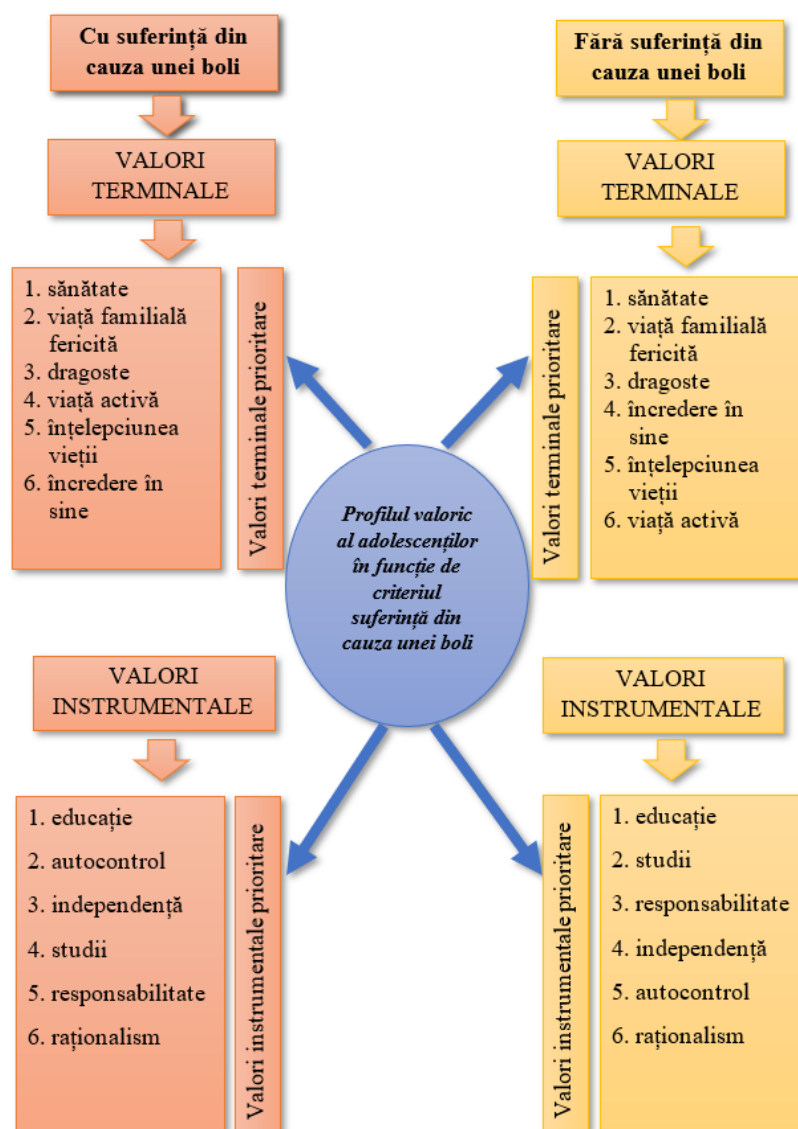 Cu suferință din
cauza unei boli
VALORI
TERMINALE
1. sănătate
2. viață familială
fericită
3. dragoste
4. viață activă
5. înțelepciunea
vieții
6. încredere în
sine
Valori terminale prioritare
Fără suferință din
cauza unei boli
VALORI
TERMINALE
Valori terminale prioritare
1. sănătate
2. viață familială
fericită
3. dragoste
4. încredere în
sine
5. înțelepciunea
vieții
6. viață activă
Profilul valoric
al adolescenților
în funcție de
criteriul
suferință din
cauza unei boli
VALORI
INSTRUMENTALE
1. educație
2. autocontrol
3. independență
4. studii
5. responsabilitate
6. raționalism
Valori instrumentale prioritare
VALORI
INSTRUMENTALE
Valori instrumentale prioritare
1. educație
2. studii
3. responsabilitate
4. independență
5. autocontrol
6. raționalism